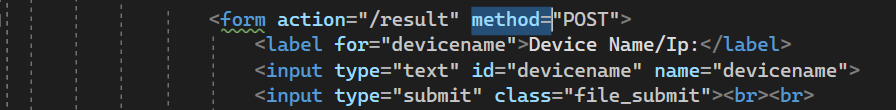 <form action="/result" method="POST">
<label for="devicename">Device Name/Ip:</label>
<input type="text" id="devicename" name="devicename">
<input type="submit" class="file_submit"><br><br>